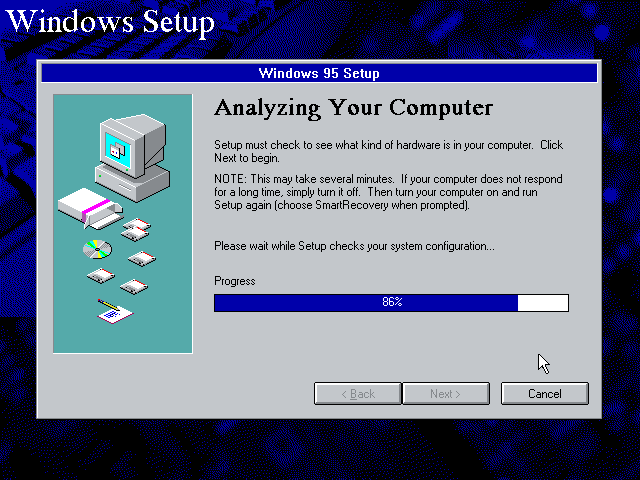 Windows Setup
Windows 95 Setup
Analyzing Your Computer
Setup must check to see what kind of hardware is in your computer.  Click
Next to begin.
NOTE: This may take several minutes.  If your computer does not respond
for a long time, simply turn it off.  Then turn your computer on and run
Setup again (choose SmartRecovery when prompted).
Please wait while Setup checks your system configuration...
Progress
86%
< Back
Next >
Cancel